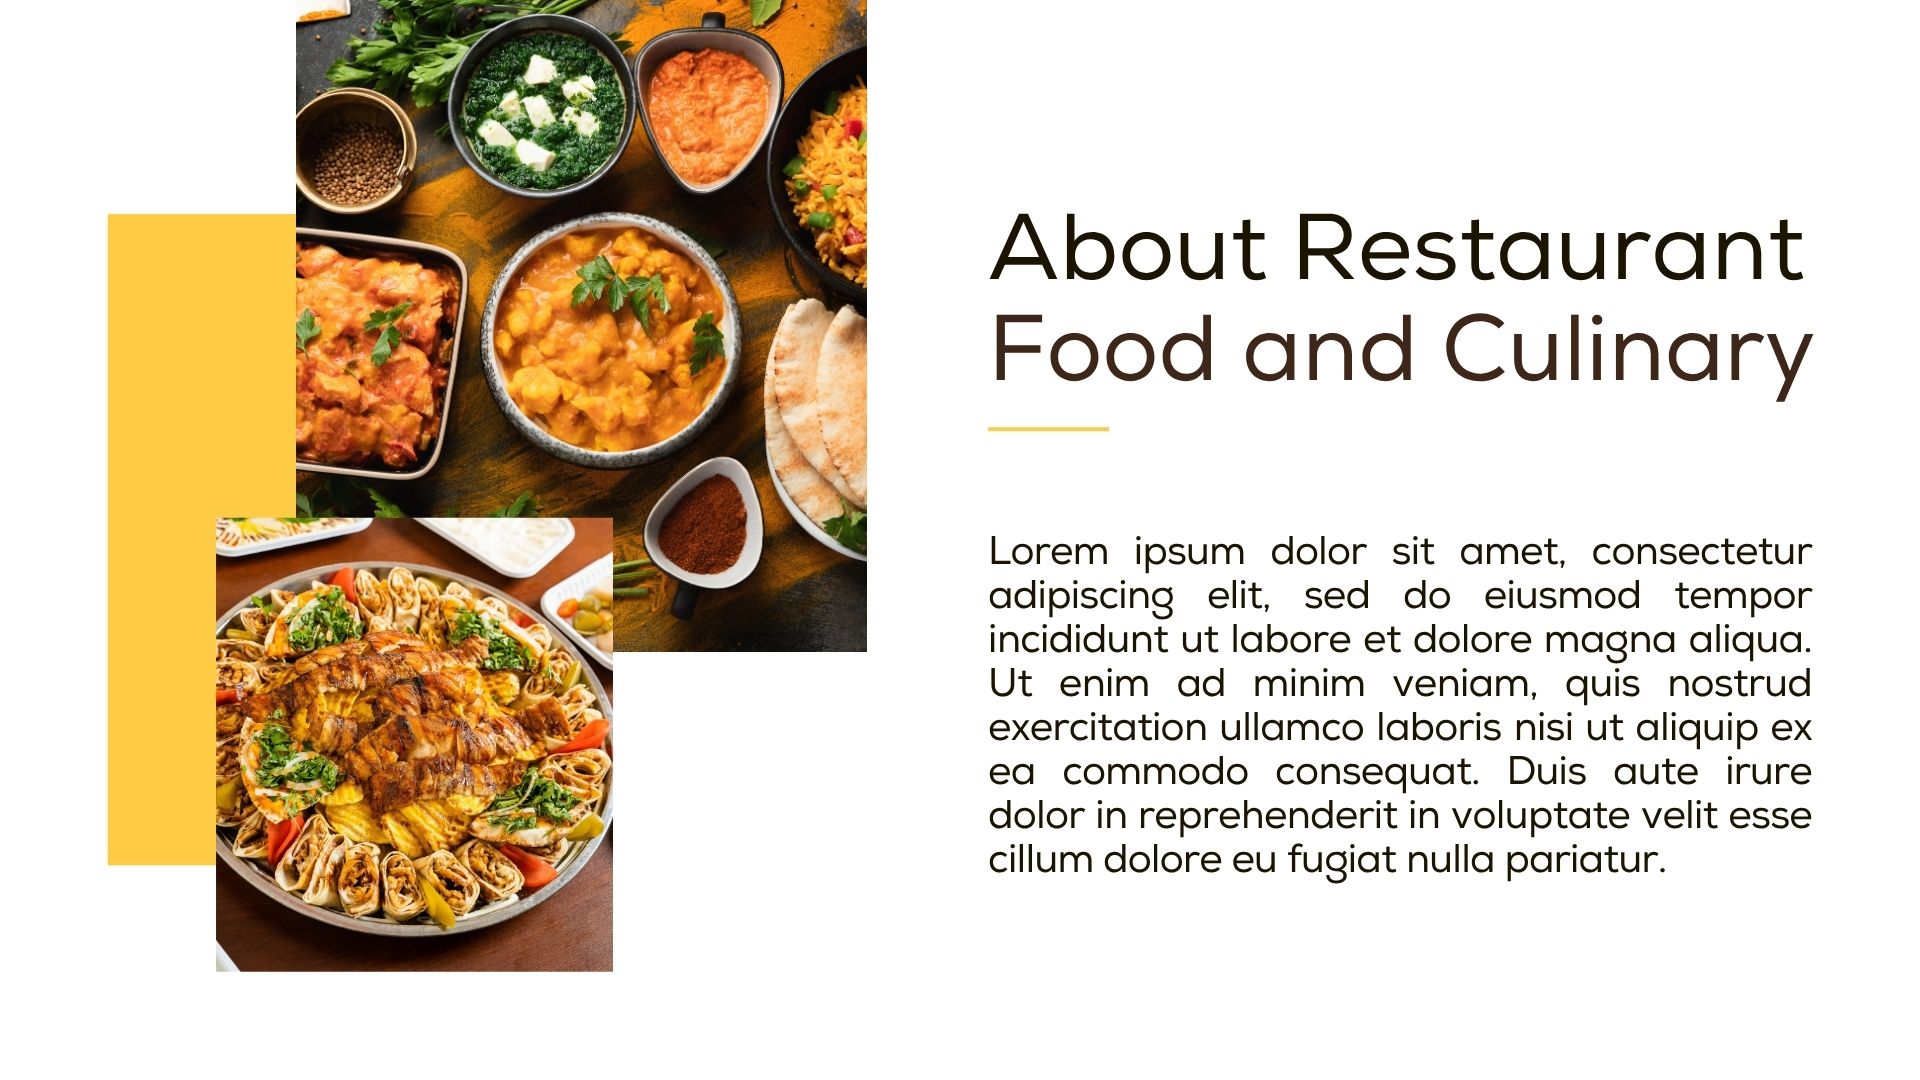 About Restaurant
Food and Culinary
Lorem ipsum dolor sit amet, consectetur
adipiscing elit, sed do eiusmod tempor
incididunt ut labore et dolore magna aliqua.
Ut enim ad minim veniam, quis nostrud
exercitation ullamco laboris nisi ut aliquip ex
ea commodo consequat. Duis aute irure
dolor in reprehenderit in voluptate velit esse
cillum dolore eu fugiat nulla pariatur.